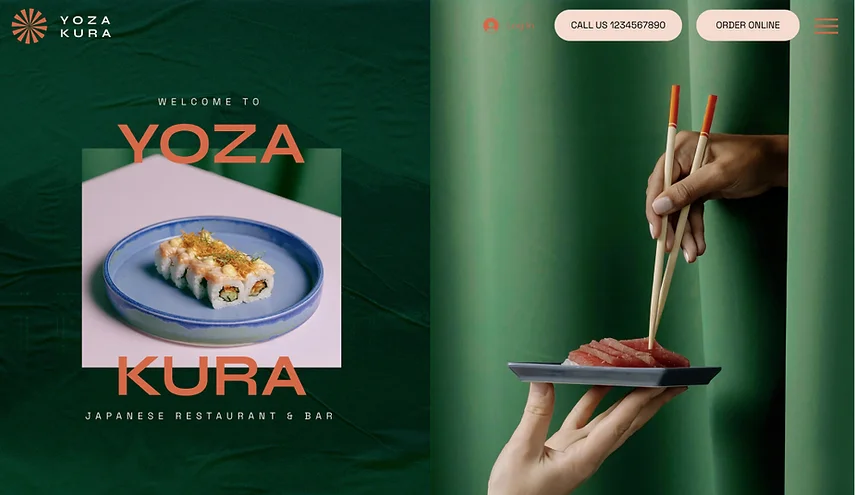 YOZA
KURA
CALL US 1234567890
ORDER ONLINE
WELCOME TO
YOZA
KURA
JAPANESE RESTAURANT & BAR